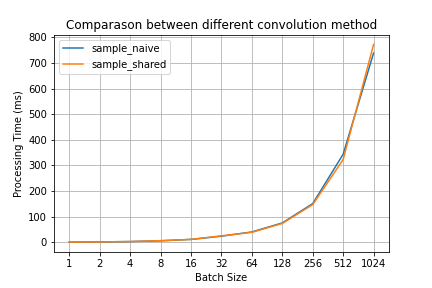 Comparason between different convolution method
sample_naive
sample_shared
Processing Time (ms)
800
700
600
500
400
300
200
100
0
1 2 4 8 16 32 64 128 256 512 1024
Batch Size